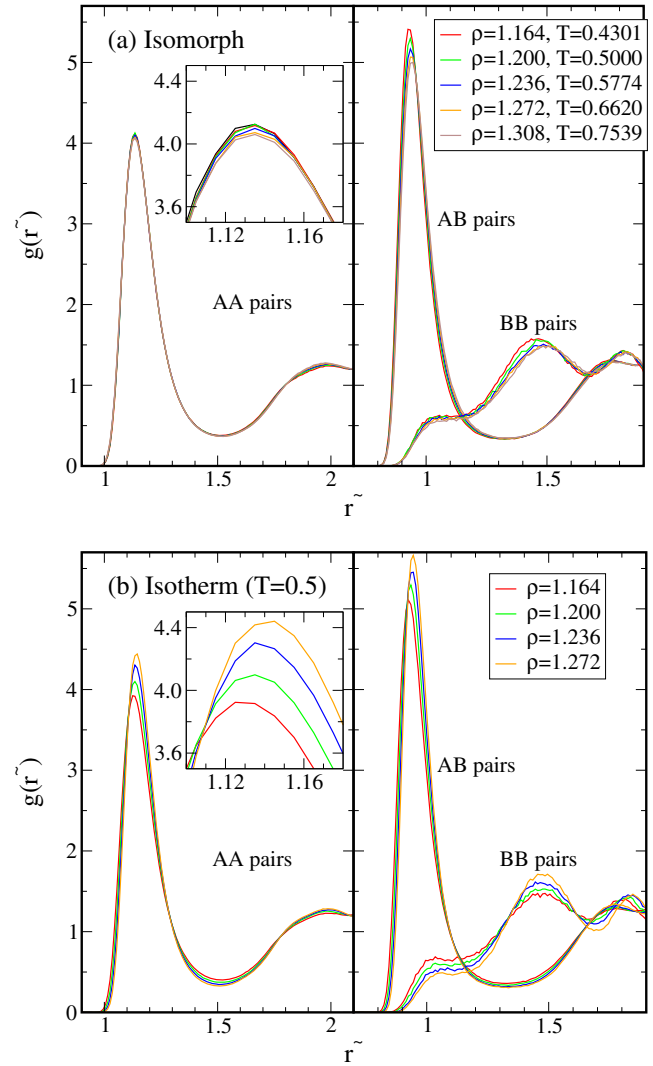 (a) Isomorph
ρ=1.164, T=0.4301
ρ=1.200, T=0.5000
ρ=1.236, T=0.5774
ρ=1.272, T=0.6620
ρ=1.308, T=0.7539
4.4
4.0
3.6
1.12 1.16
AA pairs
AB pairs
BB pairs
g(r˜)
5
4
3
2
1
0
1 1.5 2
1 1.5
r˜ r˜
(b) Isotherm (T=0.5)
ρ=1.164
ρ=1.200
ρ=1.236
ρ=1.272
4.4
4.0
3.6
1.12 1.16
AA pairs
AB pairs
BB pairs
g(r˜)
5
4
3
2
1
0
1 1.5 2
1 1.5
r˜ r˜